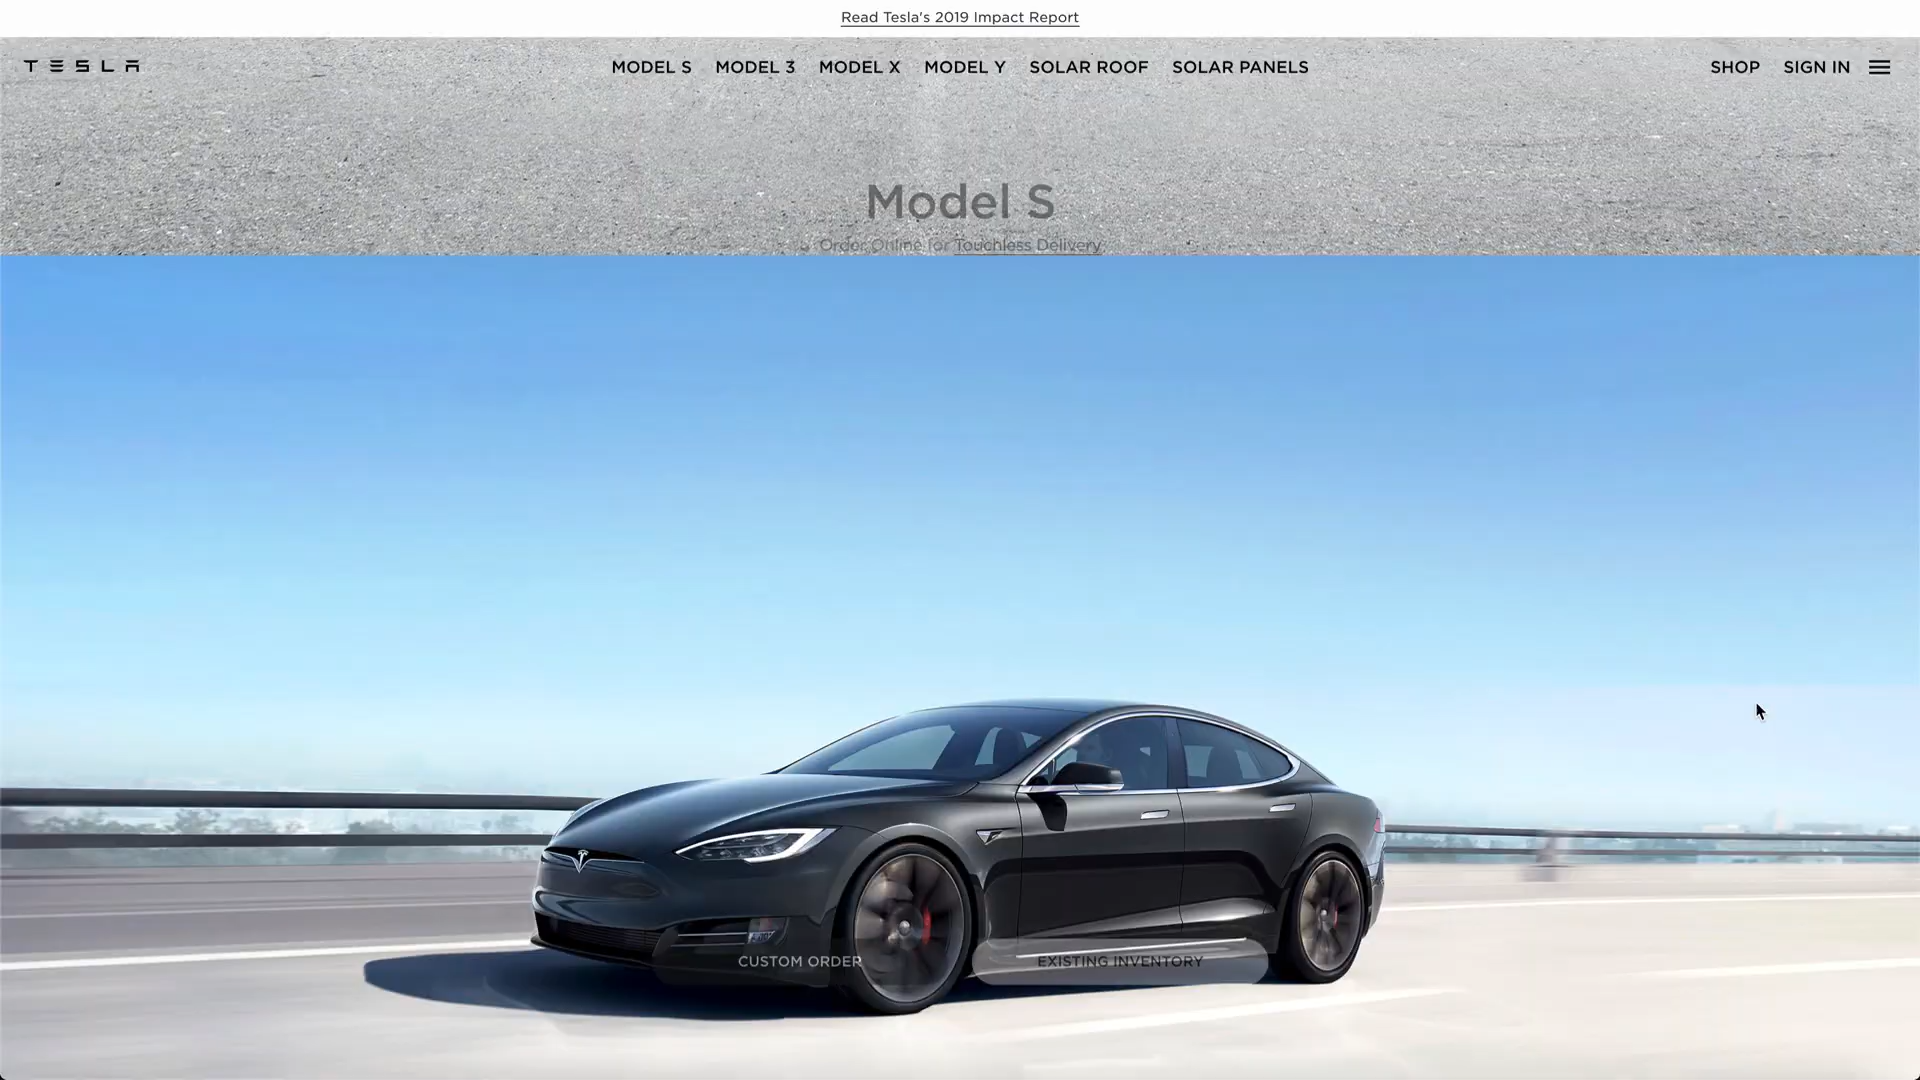 Read Tesla's 2019 Impact Report
TESLA
MODEL S MODEL 3 MODEL X MODEL Y SOLAR ROOF SOLAR PANELS
SHOP SIGN IN
Model S
Order Online for Touchless Delivery
CUSTOM ORDER
EXISTING INVENTORY